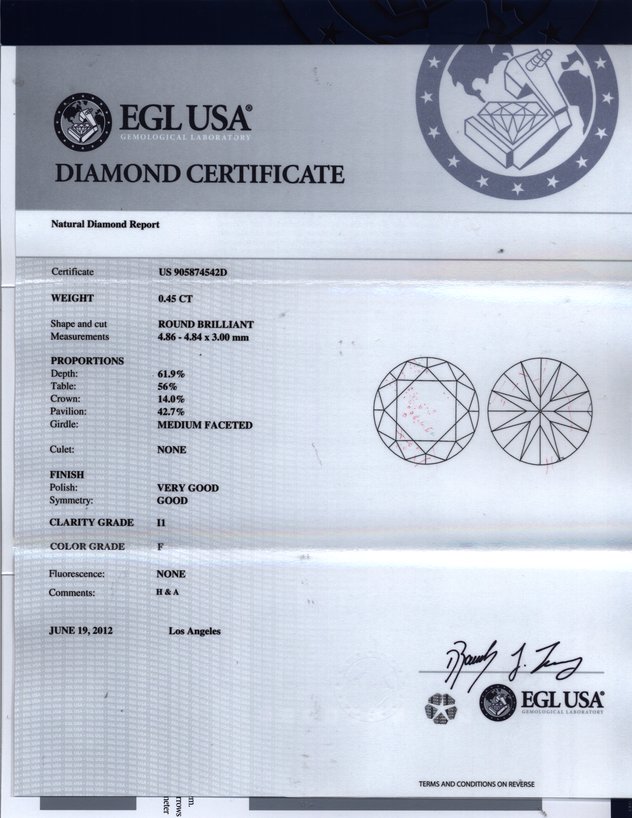 EGL USA®
GEMOLOGICAL LABORATORY
DIAMOND CERTIFICATE
Natural Diamond Report
Certificate US 905874542D
WEIGHT 0.45 CT
Shape and cut ROUND BRILLIANT
Measurements 4.86 - 4.84 x 3.00 mm
PROPORTIONS
Depth: 61.9%
Table: 56%
Crown: 14.0%
Pavilion: 42.7%
Girdle: MEDIUM FACETED
Culet: NONE
FINISH
Polish: VERY GOOD
Symmetry: GOOD
CLARITY GRADE I1
COLOR GRADE F
Fluorescence: NONE
Comments: H & A
JUNE 19, 2012 Los Angeles
EGL USA®
GEMOLOGICAL LABORATORY
TERMS AND CONDITIONS ON REVERSE